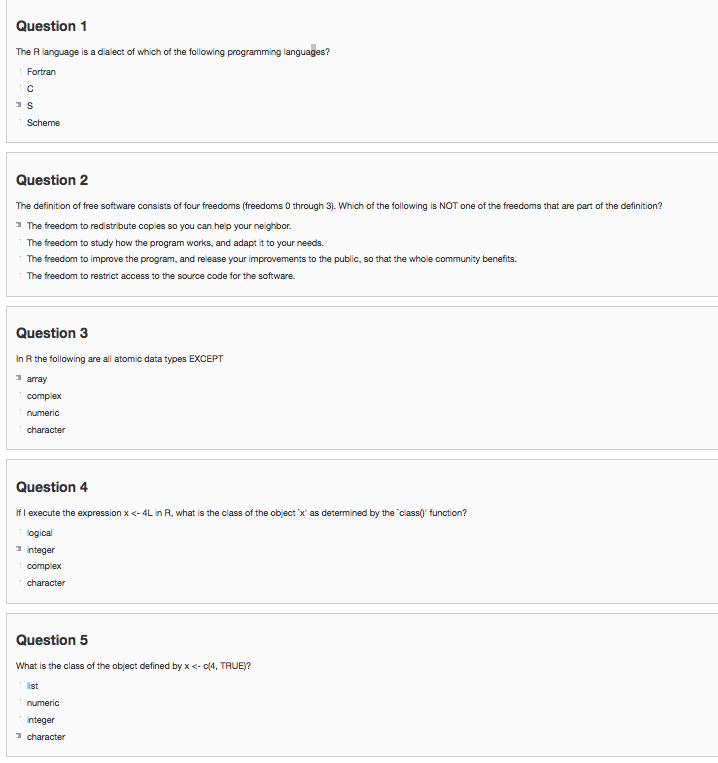 Question 1
The R language is a dialect of which of the following programming languages?
Fortran
C
S
Scheme
Question 2
The definition of free software consists of four freedoms (freedoms 0 through 3). Which of the following is NOT one of the freedoms that are part of the definition?
The freedom to redistribute copies so you can help your neighbor.
The freedom to study how the program works, and adapt it to your needs.
The freedom to improve the program, and release your improvements to the public, so that the whole community benefits.
The freedom to restrict access to the source code for the software.
Question 3
In R the following are all atomic data types EXCEPT
array
complex
numeric
character
Question 4
If I execute the expression x <- 4L in R, what is the class of the object `x' as determined by the `class()' function?
logical
integer
complex
character
Question 5
What is the class of the object defined by x <- c(4, TRUE)?
list
numeric
integer
character